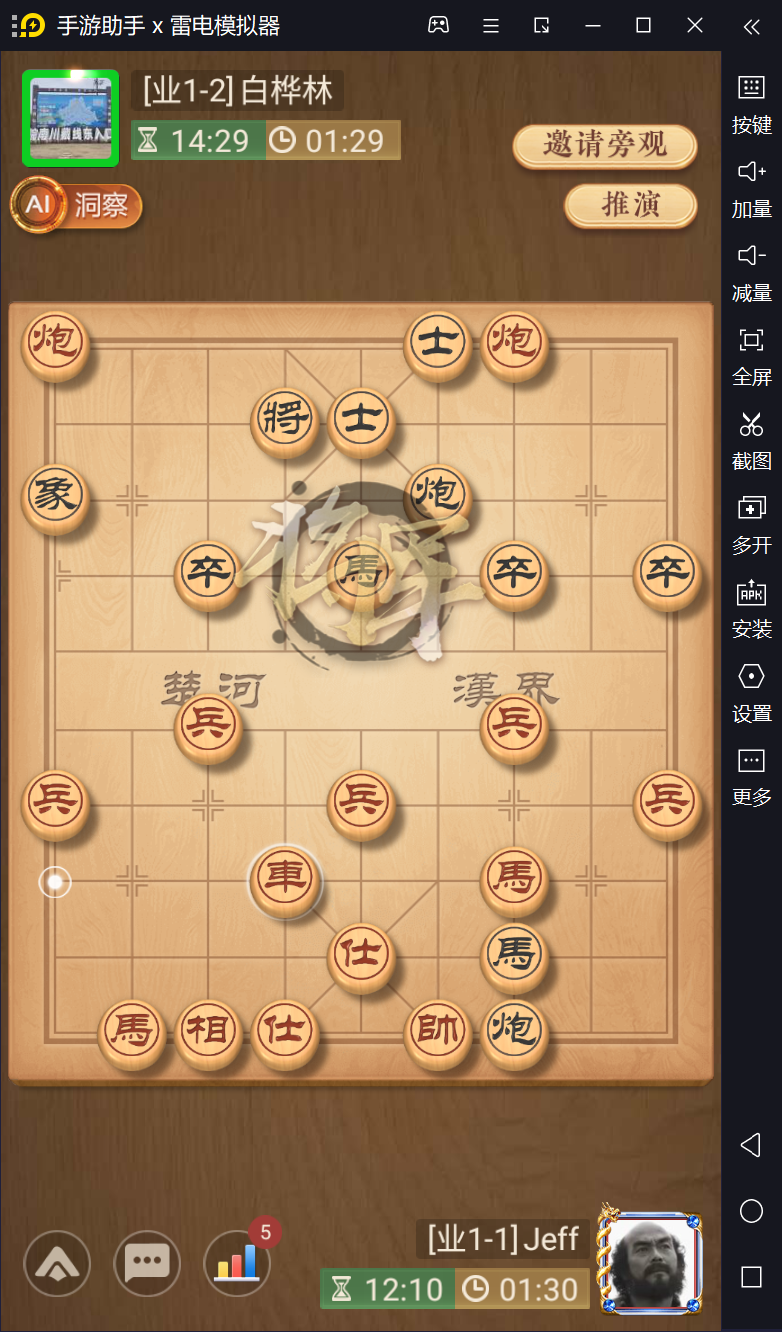 手游助手 x 雷电模拟器
[业1-2] 白桦林
14:29 01:29
邀请旁观
AI 洞察
推演
按键
加量
减量
全屏
截图
多开
APK
安装
设置
更多
炮 士 炮
將 士
象 炮
将军
卒 馬 卒 卒
楚河 漢界
兵 兵
兵 兵 兵
車 馬
仕 馬
馬 相 仕 帥 炮
5
[业1-1] Jeff
12:10 01:30